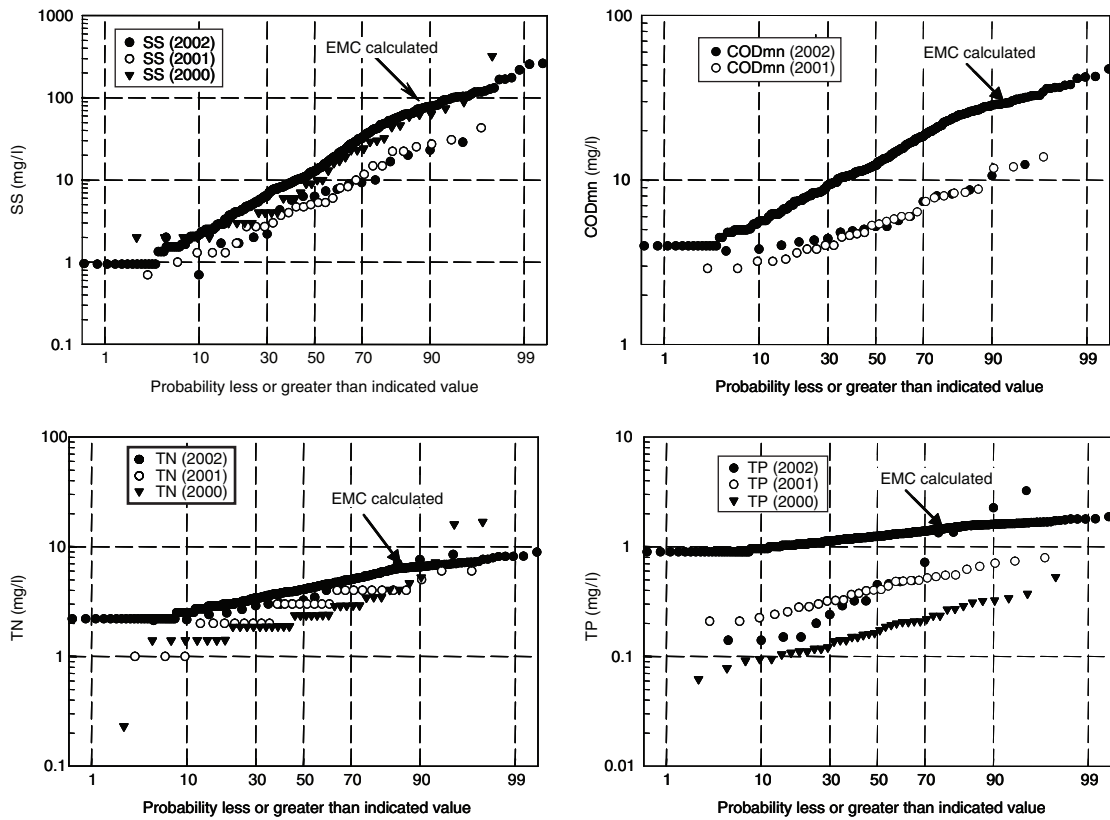 1000
100
10
1
0.1
SS (mg/l)
SS (2002)
SS (2001)
SS (2000)
EMC calculated
1 10 30 50 70 90 99
Probability less or greater than indicated value
100
10
1
CODmn (mg/l)
CODmn (2002)
CODmn (2001)
EMC calculated
1 10 30 50 70 90 99
Probability less or greater than indicated value
100
10
1
0.1
TN (mg/l)
TN (2002)
TN (2001)
TN (2000)
EMC calculated
1 10 30 50 70 90 99
Probability less or greater than indicated value
10
1
0.1
0.01
TP (mg/l)
TP (2002)
TP (2001)
TP (2000)
EMC calculated
1 10 30 50 70 90 99
Probability less or greater than indicated value